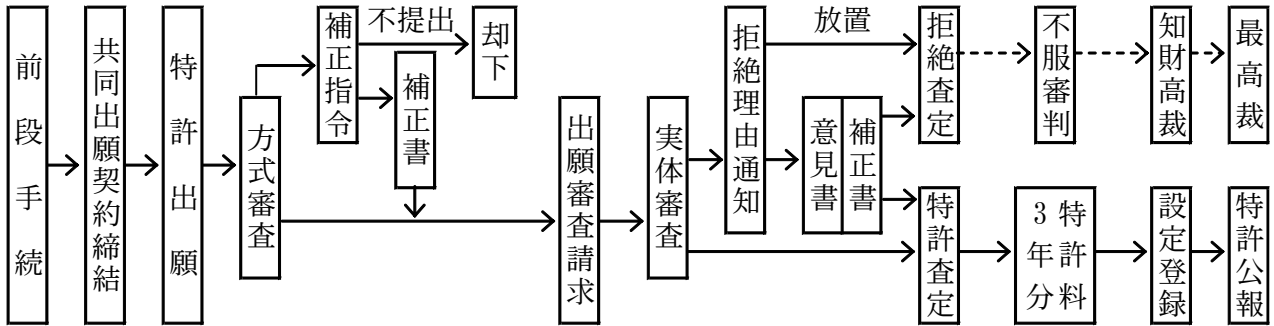 前段手続
共同出願契約締結
特許出願
方式審査
補正指令
不提出
却下
補正書
出願審査請求
実体審査
拒絶理由通知
放置
意見書
補正書
拒絶査定
不服審判
知財高裁
最高裁
特許査定
特許料
3年分
設定登録
特許公報